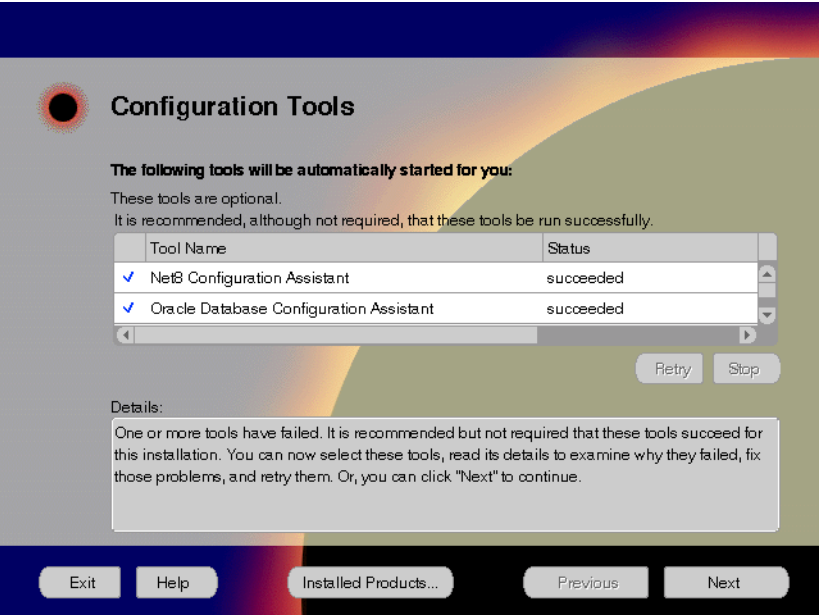 Configuration Tools
The following tools will be automatically started for you:
These tools are optional.
It is recommended, although not required, that these tools be run successfully.
Tool Name Status
Net8 Configuration Assistant succeeded
Oracle Database Configuration Assistant succeeded
Retry Stop
Details:
One or more tools have failed. It is recommended but not required that these tools succeed for
this installation. You can now select these tools, read its details to examine why they failed, fix
those problems, and retry them. Or, you can click "Next" to continue.
Exit Help Installed Products... Previous Next